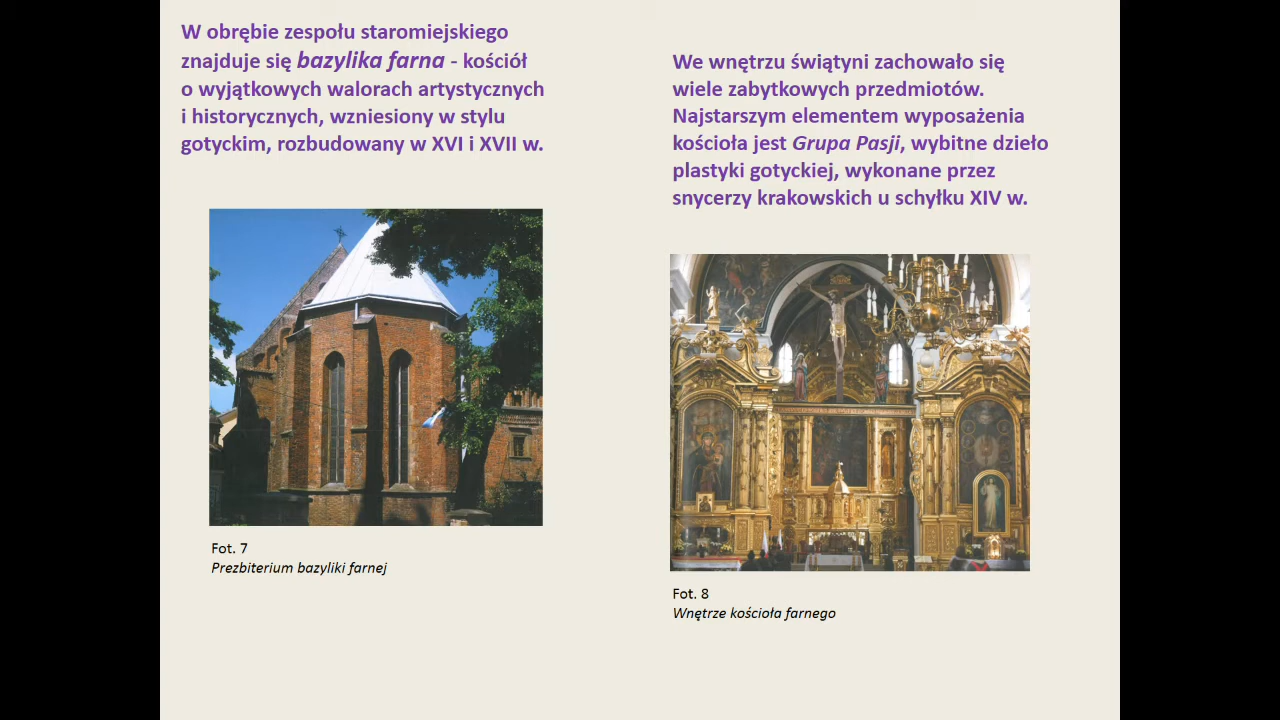 W obrębie zespołu staromiejskiego
znajduje się bazylika farna - kościół
o wyjątkowych walorach artystycznych
i historycznych, wzniesiony w stylu
gotyckim, rozbudowany w XVI i XVII w.
Fot. 7
Prezbiterium bazyliki farnej
We wnętrzu świątyni zachowało się
wiele zabytkowych przedmiotów.
Najstarszym elementem wyposażenia
kościoła jest Grupa Pasji, wybitne dzieło
plastyki gotyckiej, wykonane przez
snycerzy krakowskich u schyłku XIV w.
Fot. 8
Wnętrze kościoła farnego